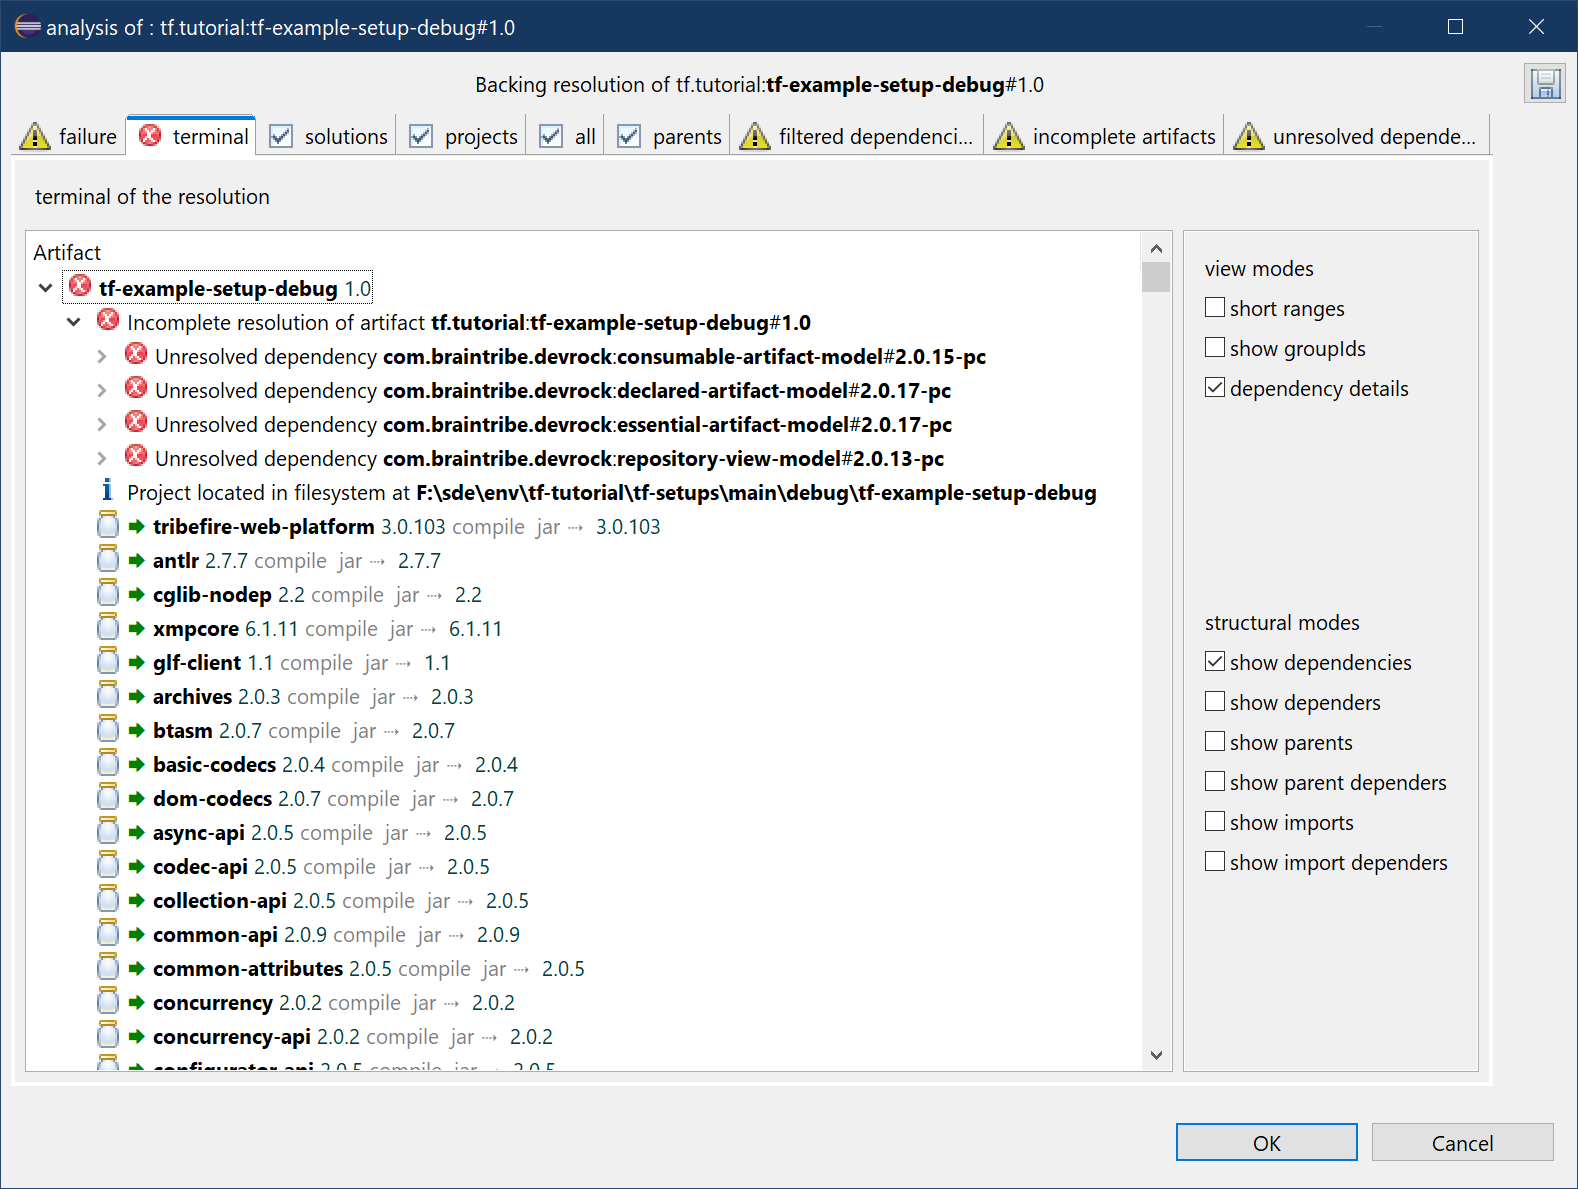 analysis of : tf.tutorial:tf-example-setup-debug#1.0
Backing resolution of tf.tutorial:tf-example-setup-debug#1.0
failure terminal solutions projects all parents filtered dependenci... incomplete artifacts unresolved depende...
terminal of the resolution
Artifact
tf-example-setup-debug 1.0
Incomplete resolution of artifact tf.tutorial:tf-example-setup-debug#1.0
Unresolved dependency com.braintribe.devrock:consumable-artifact-model#2.0.15-pc
Unresolved dependency com.braintribe.devrock:declared-artifact-model#2.0.17-pc
Unresolved dependency com.braintribe.devrock:essential-artifact-model#2.0.17-pc
Unresolved dependency com.braintribe.devrock:repository-view-model#2.0.13-pc
Project located in filesystem at F:\sde\env\tf-tutorial\tf-setups\main\debug\tf-example-setup-debug
tribefire-web-platform 3.0.103 compile jar ⤏ 3.0.103
antlr 2.7.7 compile jar ⤏ 2.7.7
cglib-nodep 2.2 compile jar ⤏ 2.2
xmpcore 6.1.11 compile jar ⤏ 6.1.11
glf-client 1.1 compile jar ⤏ 1.1
archives 2.0.3 compile jar ⤏ 2.0.3
btasm 2.0.7 compile jar ⤏ 2.0.7
basic-codecs 2.0.4 compile jar ⤏ 2.0.4
dom-codecs 2.0.7 compile jar ⤏ 2.0.7
async-api 2.0.5 compile jar ⤏ 2.0.5
codec-api 2.0.5 compile jar ⤏ 2.0.5
collection-api 2.0.5 compile jar ⤏ 2.0.5
common-api 2.0.9 compile jar ⤏ 2.0.9
common-attributes 2.0.5 compile jar ⤏ 2.0.5
concurrency 2.0.2 compile jar ⤏ 2.0.2
concurrency-api 2.0.2 compile jar ⤏ 2.0.2
configurator-api 2.0.5 compile jar ⤏ 2.0.5
view modes
short ranges
show groupIds
dependency details
structural modes
show dependencies
show dependers
show parents
show parent dependers
show imports
show import dependers
OK
Cancel